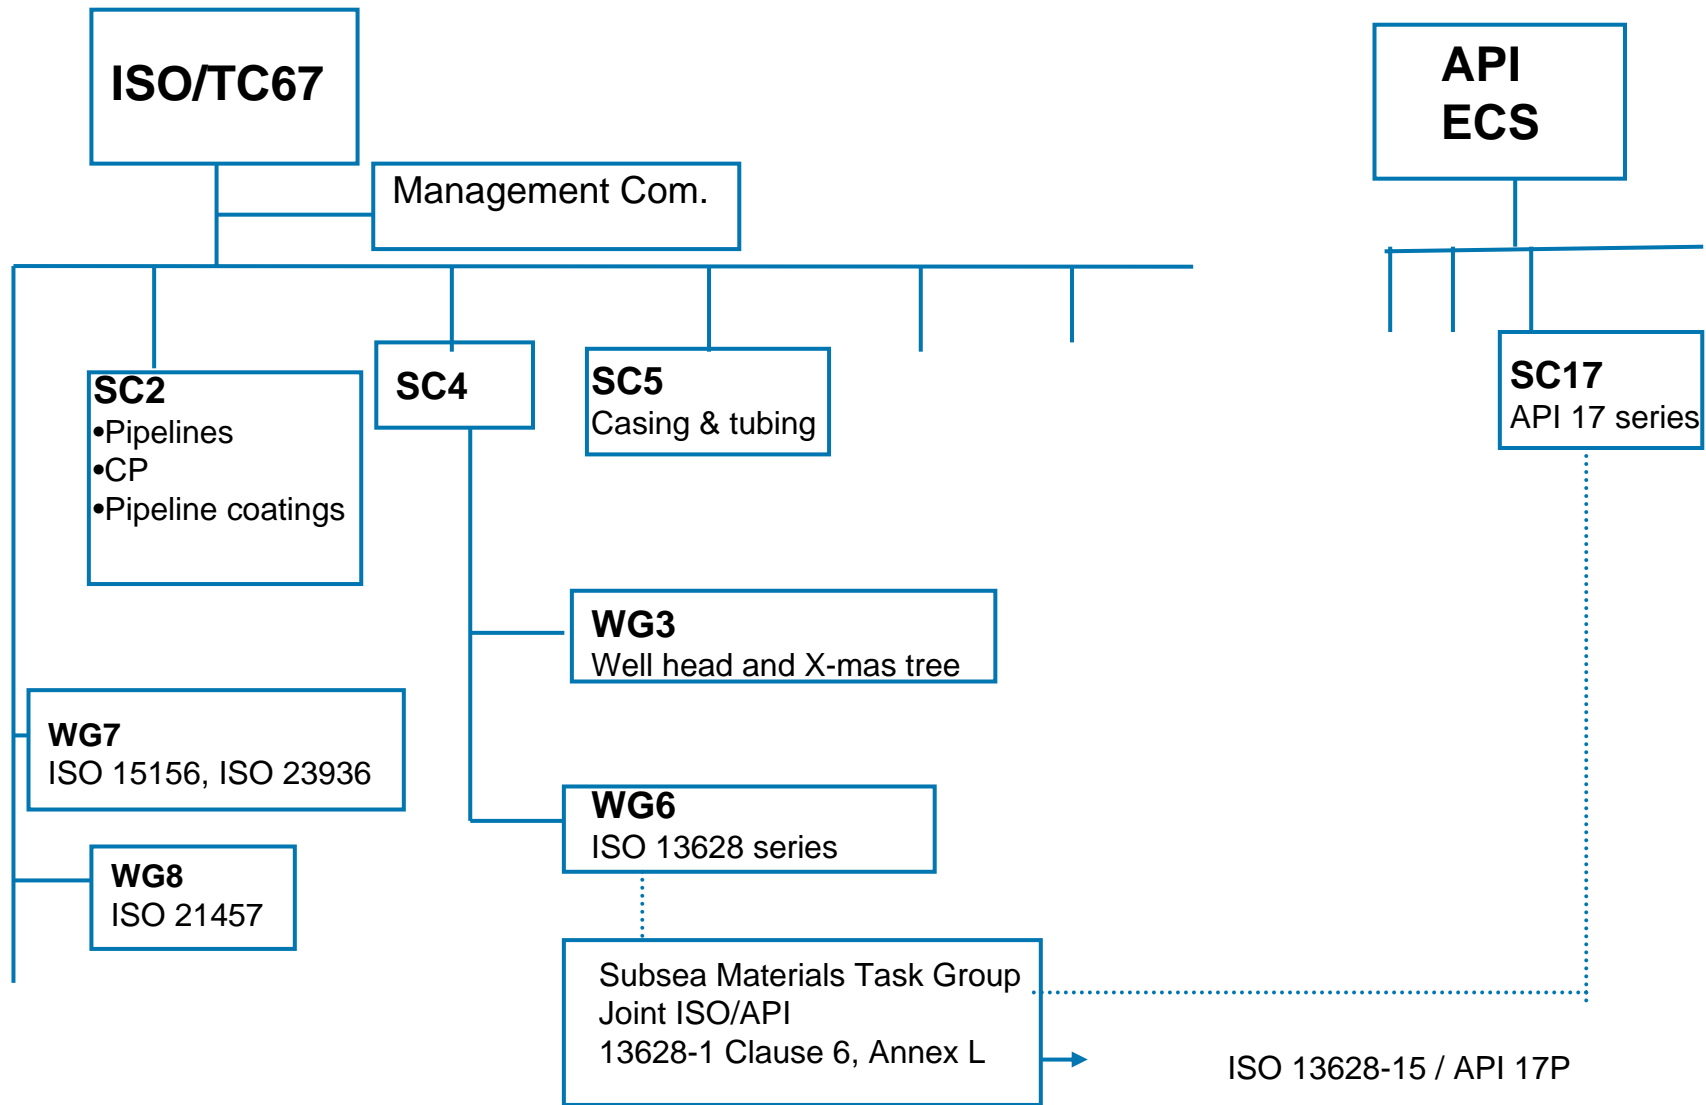 ISO/TC67
API
ECS
Management Com.
SC2
•Pipelines
•CP
•Pipeline coatings
SC4
SC5
Casing & tubing
SC17
API 17 series
WG3
Well head and X-mas tree
WG7
ISO 15156, ISO 23936
WG6
ISO 13628 series
WG8
ISO 21457
Subsea Materials Task Group
Joint ISO/API
13628-1 Clause 6, Annex L
ISO 13628-15 / API 17P